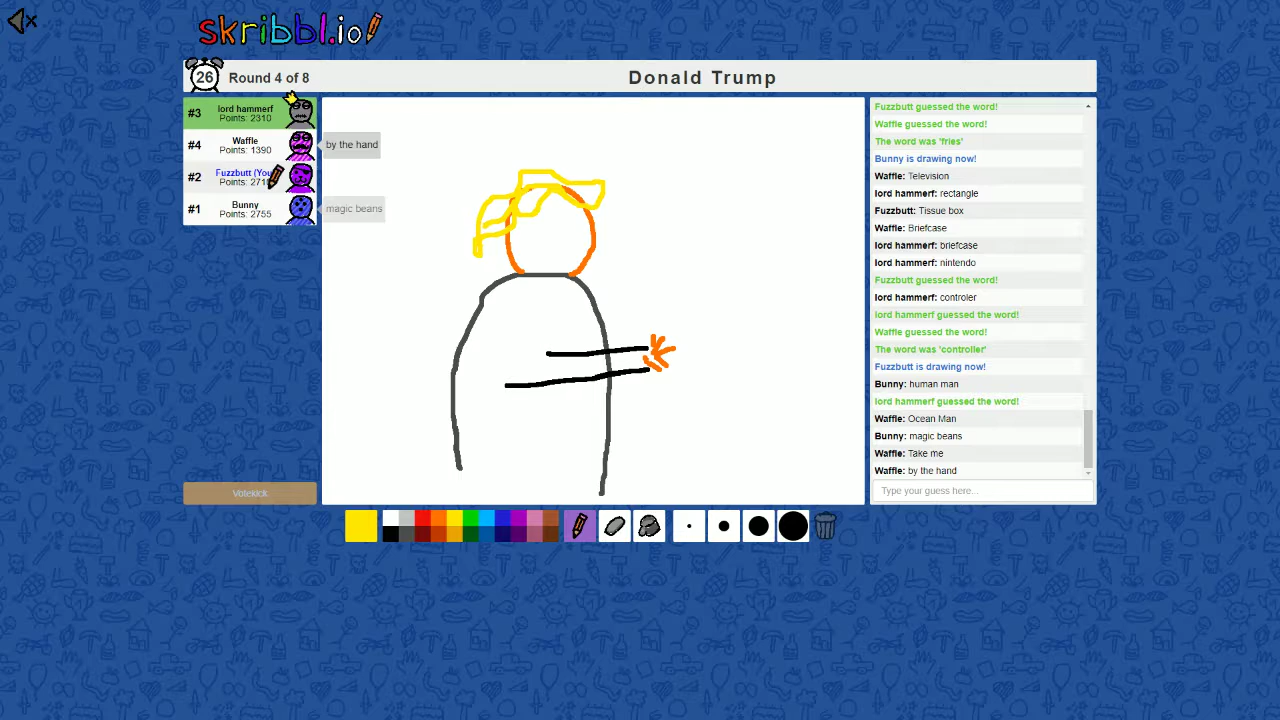 skribbl.io
26
Round 4 of 8
Donald Trump
#3
lord hammerf
Points: 2310
#4
Waffle
Points: 1390
by the hand
#2
Fuzzbutt (You
Points: 271
#1
Bunny
Points: 2755
magic beans
Votekick
Fuzzbutt guessed the word!
Waffle guessed the word!
The word was 'fries'
Bunny is drawing now!
Waffle: Television
lord hammerf: rectangle
Fuzzbutt: Tissue box
Waffle: Briefcase
lord hammerf: briefcase
lord hammerf: nintendo
Fuzzbutt guessed the word!
lord hammerf: controler
lord hammerf guessed the word!
Waffle guessed the word!
The word was 'controller'
Fuzzbutt is drawing now!
Bunny: human man
lord hammerf guessed the word!
Waffle: Ocean Man
Bunny: magic beans
Waffle: Take me
Waffle: by the hand
Type your guess here...